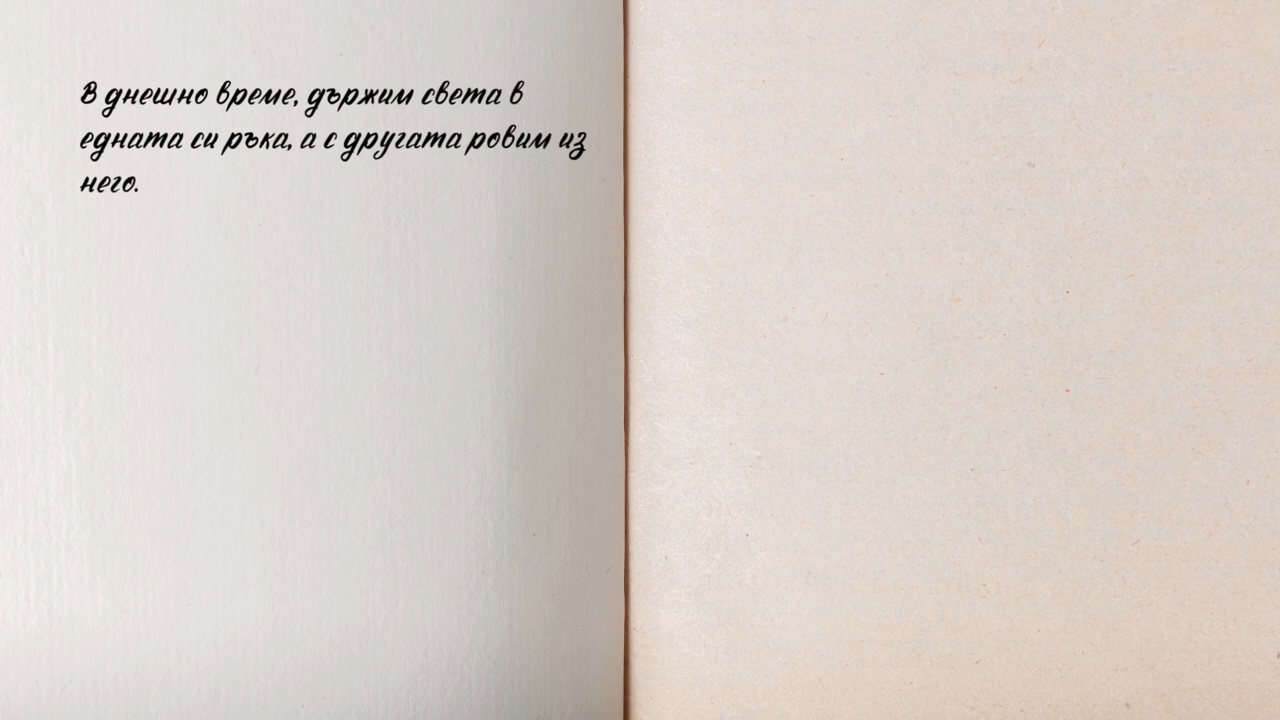 В днешно време, държим света в
едната си ръка, а с другата ровим из
него.